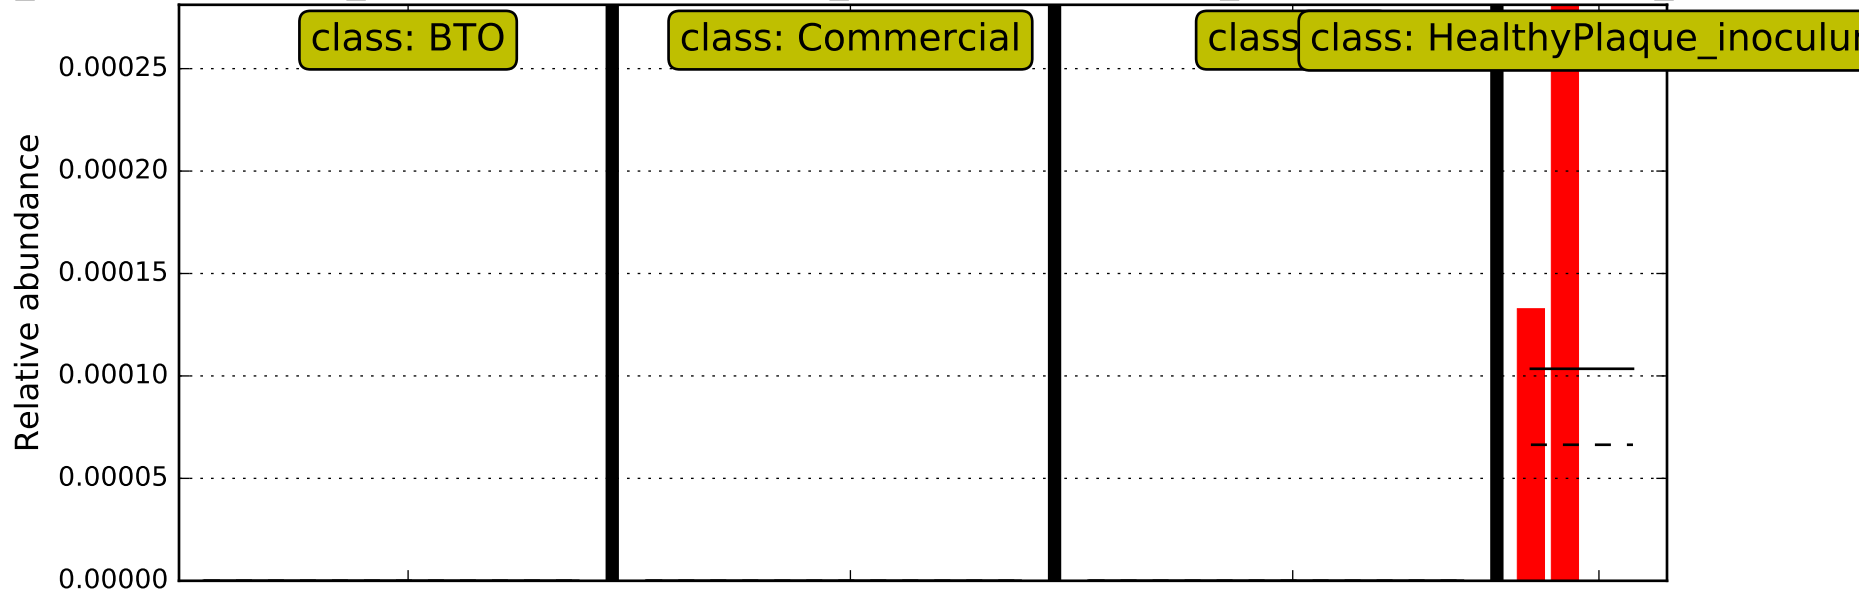 class: BTO
class: Commercial
class
class: HealthyPlaque_inoculu
0.00025
0.00020
0.00015
0.00010
0.00005
0.00000
Relative abundance